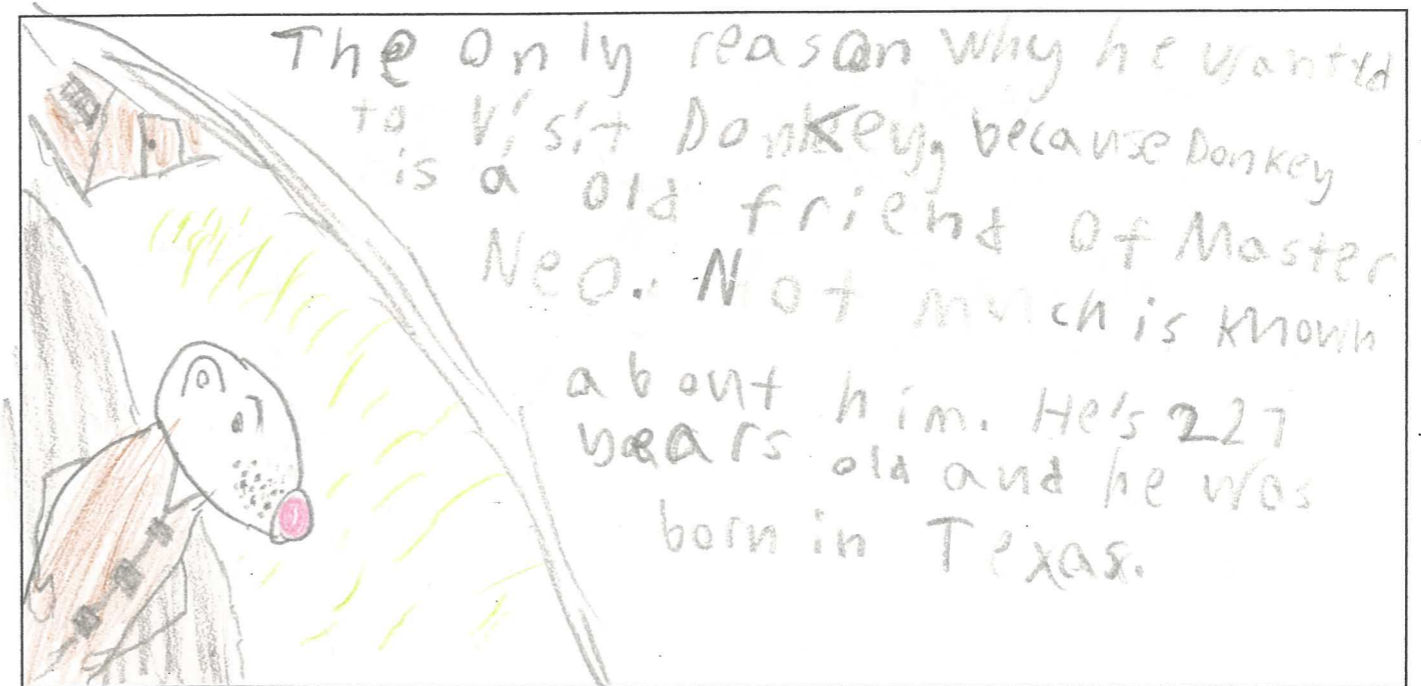 The only reason why he wantyd
to visit Donkey, because Donkey
is a old friend of Master
Neo. Not much is known
about him. He's 227
years old and he was
born in Texas.